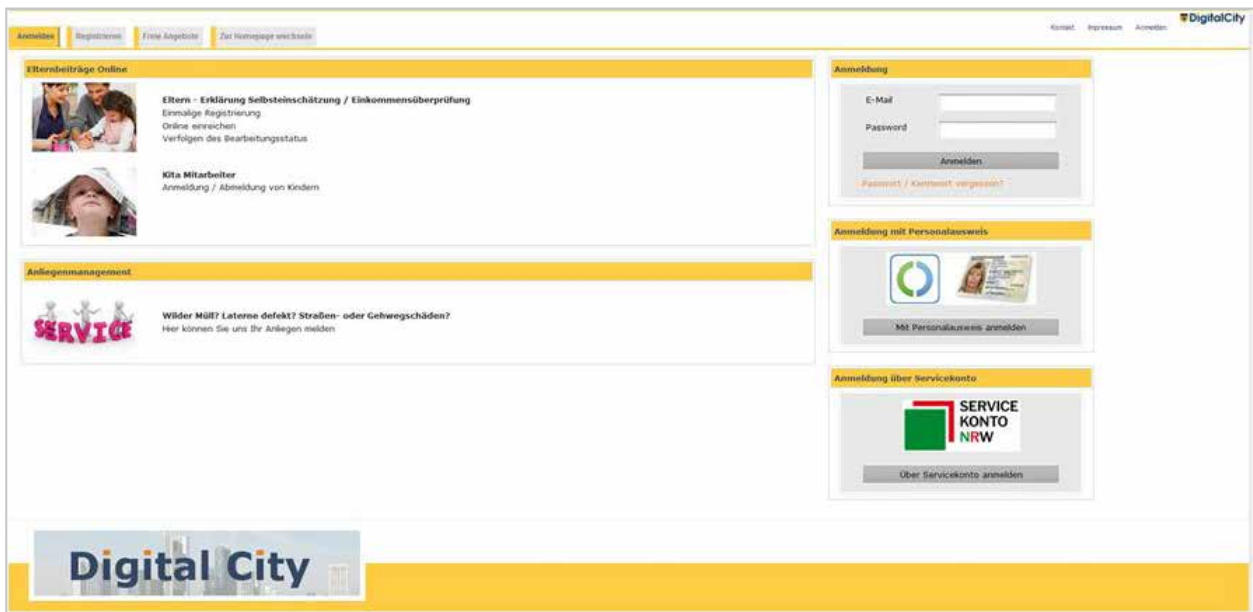 Anmelden
Registrieren
Freie Angebote
Zur Homepage wechseln
Kontakt
Impressum
Anmelden
DigitalCity
Elternbeiträge Online
Eltern - Erklärung Selbsteinschätzung / Einkommensüberprüfung
Einmalige Registrierung
Online einreichen
Verfolgen des Bearbeitungsstatus
Kita Mitarbeiter
Anmeldung / Abmeldung von Kindern
Anliegenmanagement
SERVICE
Wilder Müll? Laterne defekt? Straßen- oder Gehwegschäden?
Hier können Sie uns Ihr Anliegen melden
Anmeldung
E-Mail
Password
Anmelden
Passwort / Kennwort vergessen?
Anmeldung mit Personalausweis
Mit Personalausweis anmelden
Anmeldung über Servicekonto
SERVICE
KONTO
NRW
Über Servicekonto anmelden
Digital City